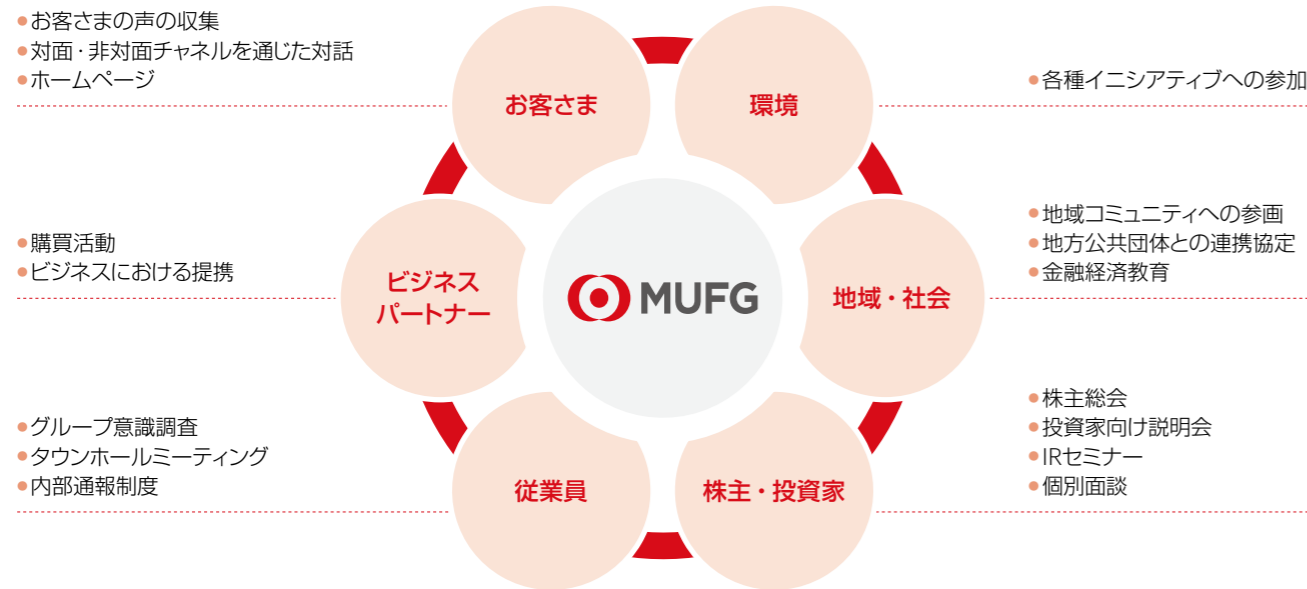 ●お客さまの声の収集
●対面・非対面チャネルを通じた対話
●ホームページ
お客さま
環境
●各種イニシアティブへの参加
●購買活動
●ビジネスにおける提携
ビジネス
パートナー
MUFG
地域・社会
●地域コミュニティへの参画
●地方公共団体との連携協定
●金融経済教育
●グループ意識調査
●タウンホールミーティング
●内部通報制度
従業員
株主・投資家
●株主総会
●投資家向け説明会
●IRセミナー
●個別面談